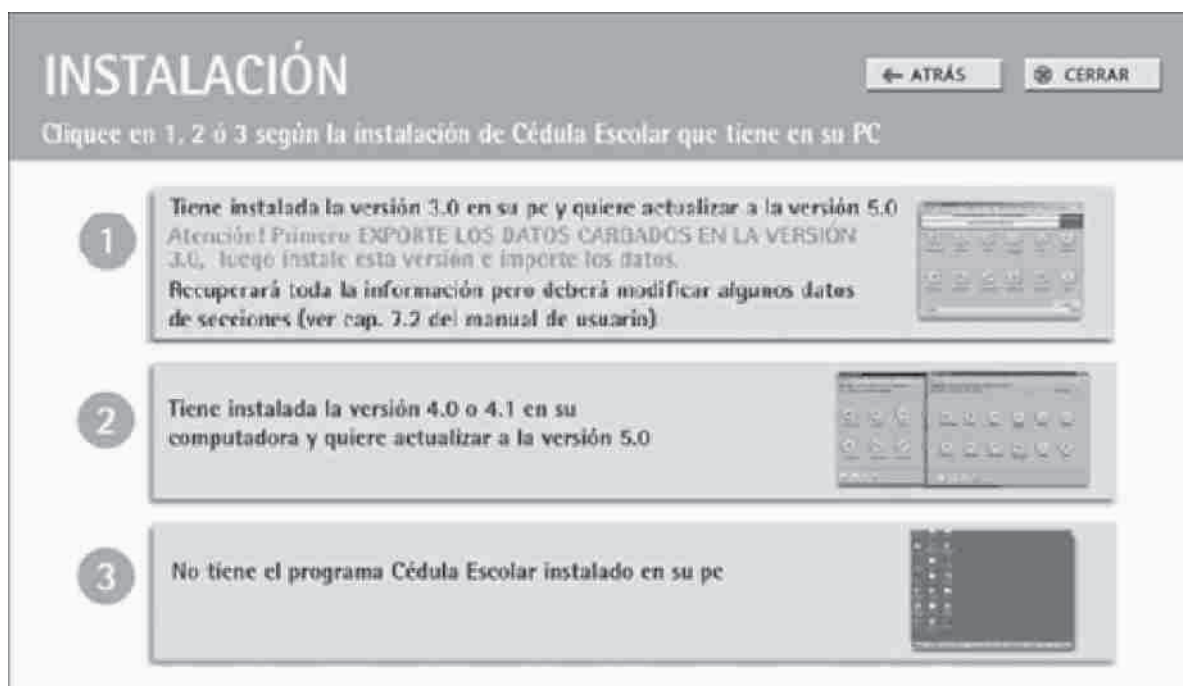 INSTALACIÓN
← ATRÁS
CERRAR
Cliquee en 1, 2 ó 3 según la instalación de Cédula Escolar que tiene en su PC
1
Tiene instalada la versión 3.0 en su pc y quiere actualizar a la versión 5.0
Atención! Primero EXPORTE LOS DATOS CARGADOS EN LA VERSIÓN
3.0, luego instale esta versión e importe los datos.
Recuperará toda la información pero deberá modificar algunos datos
de secciones (ver cap. 7.2 del manual de usuario)
2
Tiene instalada la versión 4.0 o 4.1 en su
computadora y quiere actualizar a la versión 5.0
3
No tiene el programa Cédula Escolar instalado en su pc